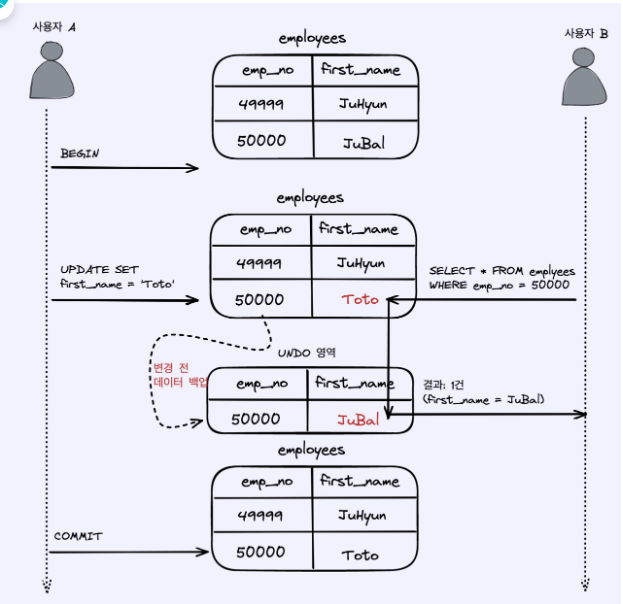 사용자 A
사용자 B
employees
emp_no first_name
49999 JuHyun
50000 JuBal
BEGIN
employees
emp_no first_name
49999 JuHyun
50000 Toto
UPDATE SET
first_name = 'Toto'
SELECT * FROM emplyees
WHERE emp_no = 50000
UNDO 영역
변경 전
데이터 백업
emp_no first_name
50000 JuBal
결과: 1건
(first_name = JuBal)
employees
emp_no first_name
49999 JuHyun
50000 Toto
COMMIT